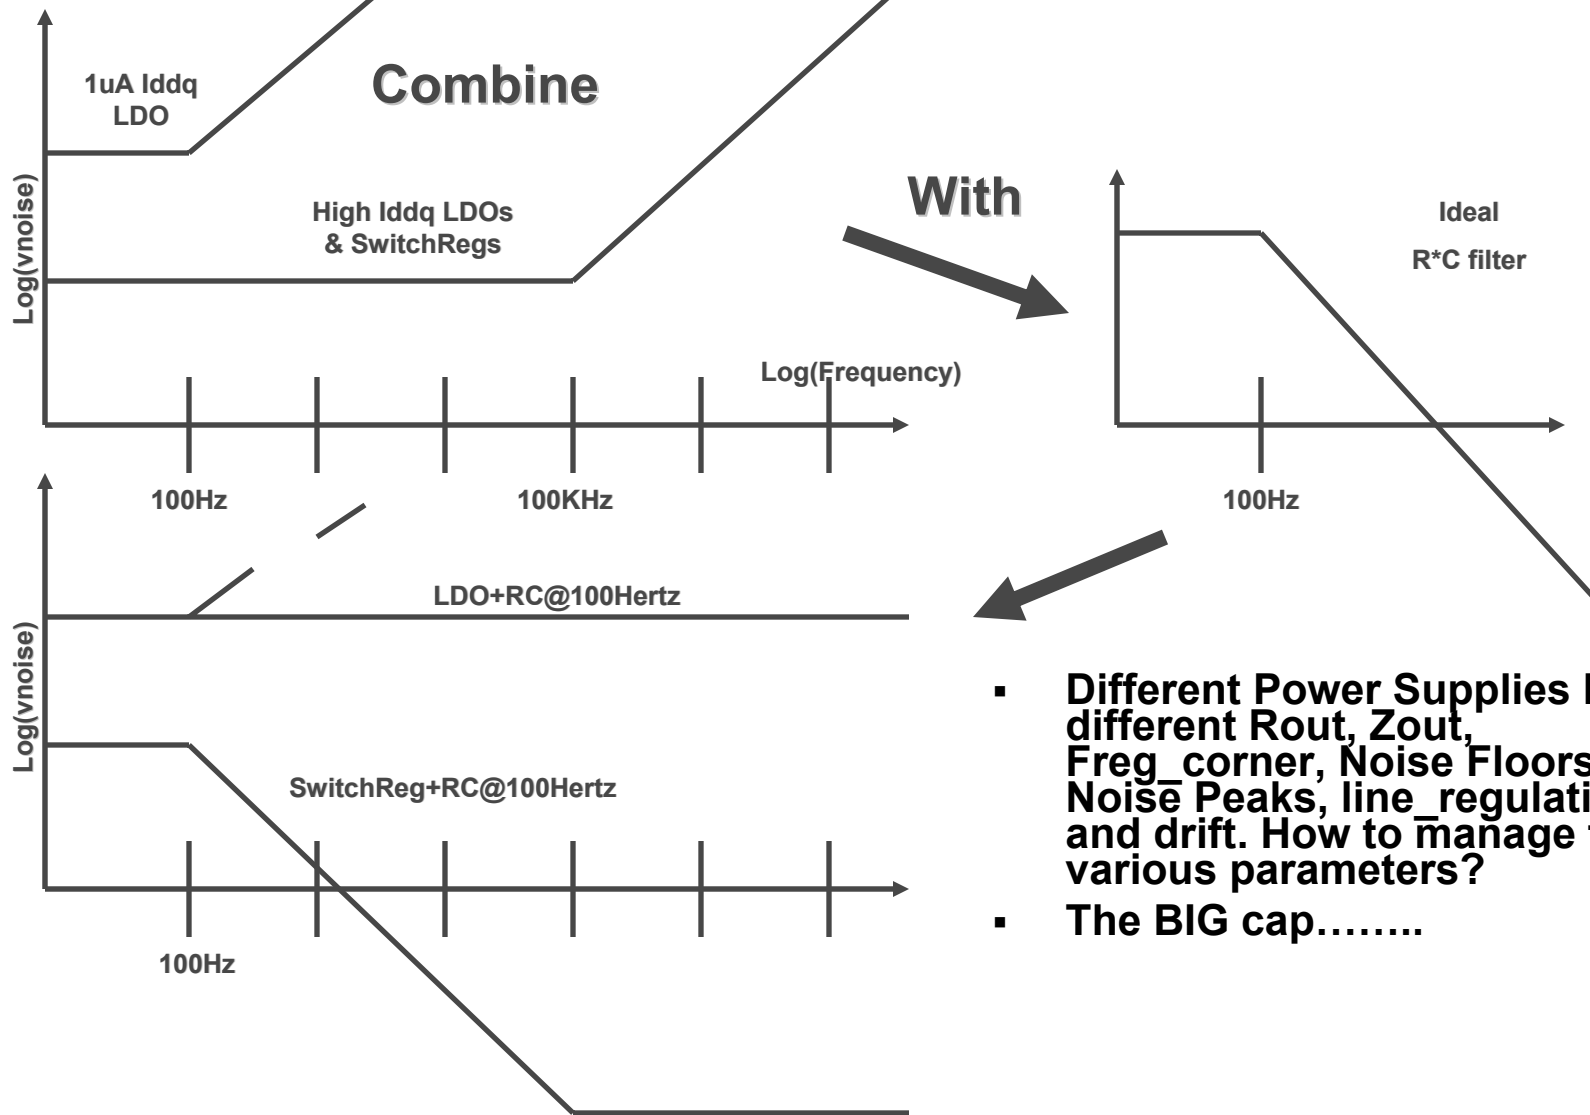 1uA Iddq
LDO
Combine
High Iddq LDOs
& SwitchRegs
Log(vnoise)
Log(Frequency)
100Hz
100KHz
With
Ideal
R*C filter
100Hz
LDO+RC@100Hertz
Log(vnoise)
SwitchReg+RC@100Hertz
100Hz
▪ Different Power Supplies
different Rout, Zout,
Freg_corner, Noise Floors
Noise Peaks, line_regulati
and drift. How to manage
various parameters?
▪ The BIG cap……..